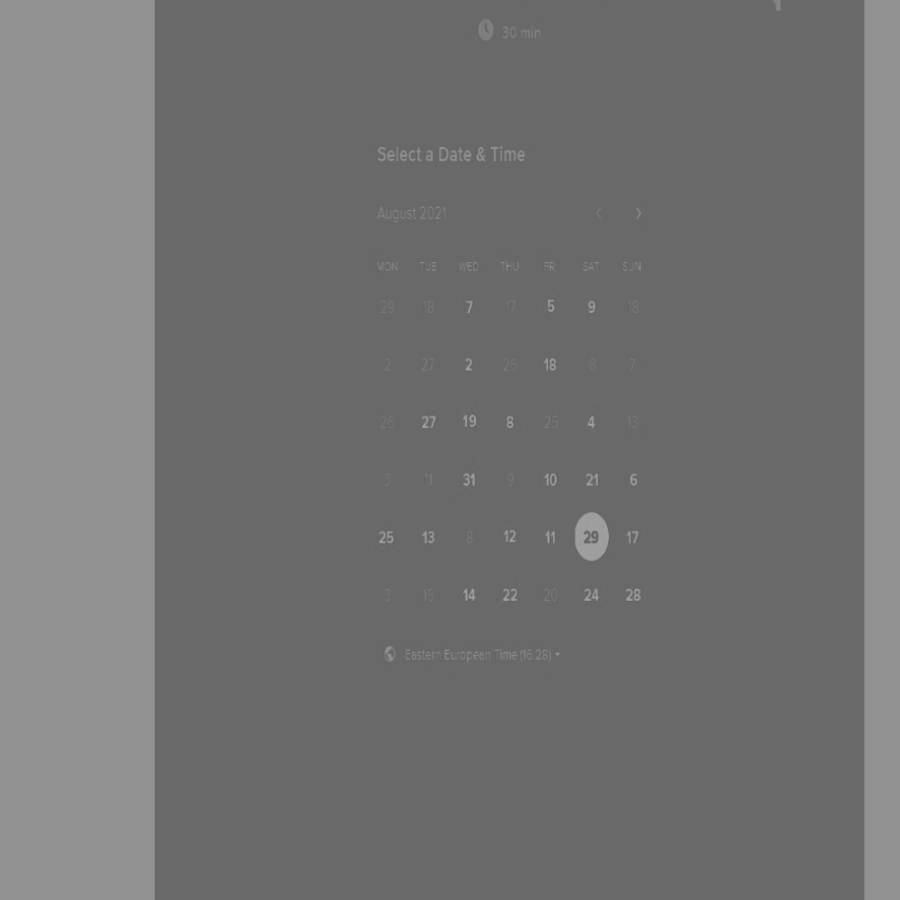 30 min
Select a Date & Time
August 2021
MON TUE WED THU FRI SAT SUN
29 18 7 17 5 9 18
2 27 2 26 18 8 7
26 27 19 8 25 4 13
3 11 31 9 10 21 6
25 13 8 12 11 29 17
3 15 14 22 20 24 28
Eastern European Time (16:28)